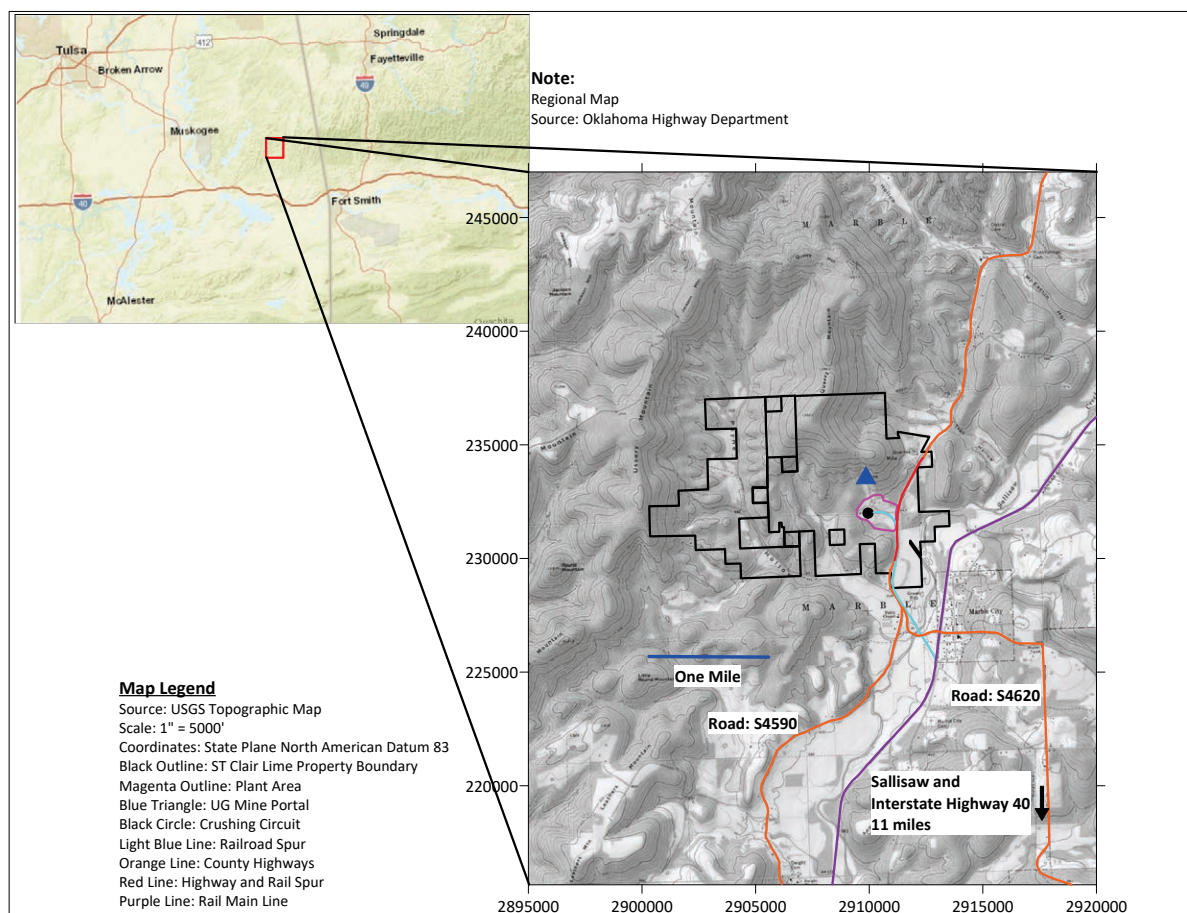 Springdale
412
Tulsa
Fayetteville
Broken Arrow
49
Muskogee
40
Fort Smith
McAlester
Note:
Regional Map
Source: Oklahoma Highway Department
245000
240000
235000
230000
225000
220000
M A R B L E
Ussery Mountain
Quarry Mountain
M A R B L E
Marble City
One Mile
Road: S4590
Road: S4620
Sallisaw and
Interstate Highway 40
11 miles
Map Legend
Source: USGS Topographic Map
Scale: 1" = 5000'
Coordinates: State Plane North American Datum 83
Black Outline: ST Clair Lime Property Boundary
Magenta Outline: Plant Area
Blue Triangle: UG Mine Portal
Black Circle: Crushing Circuit
Light Blue Line: Railroad Spur
Orange Line: County Highways
Red Line: Highway and Rail Spur
Purple Line: Rail Main Line
2895000
2900000
2905000
2910000
2915000
2920000